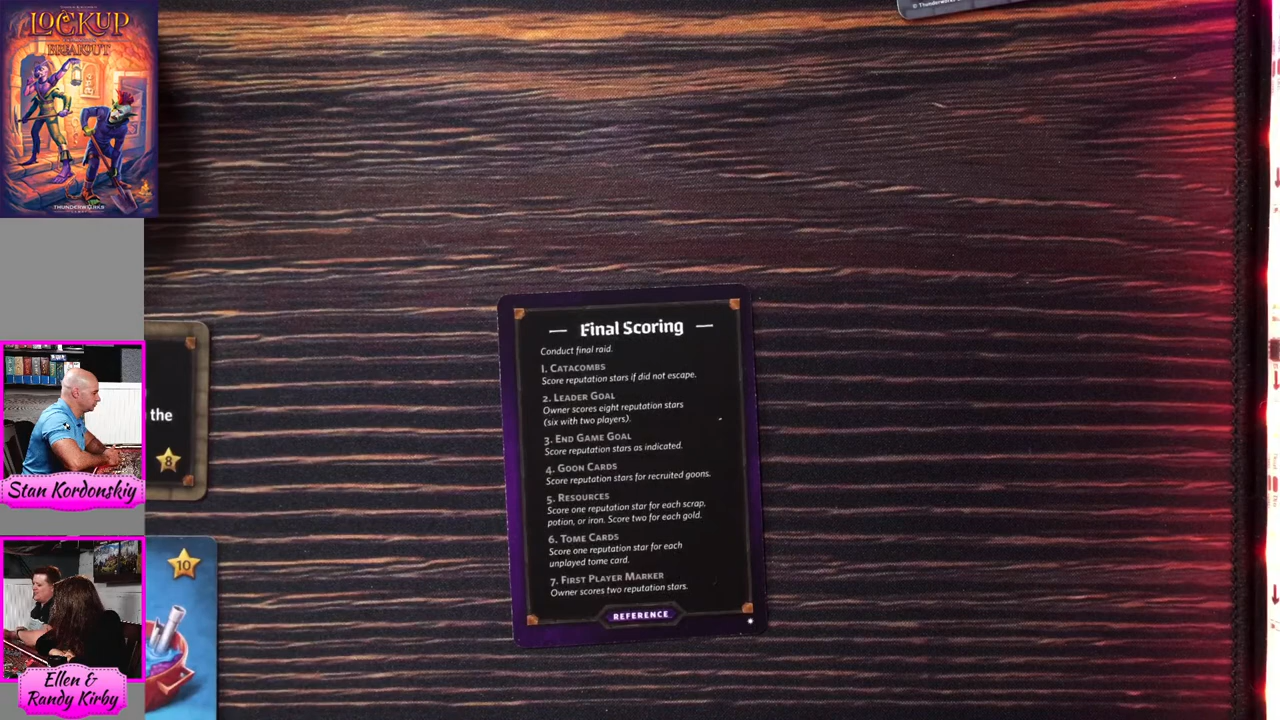 LOCKUP
BREAKOUT
THUNDERWORKS
© Thunderwor
the
8
10
— Final Scoring —
Conduct final raid.
1. Catacombs
Score reputation stars if did not escape.
2. Leader Goal
Owner scores eight reputation stars
(six with two players).
3. End Game Goal
Score reputation stars as indicated.
4. Goon Cards
Score reputation stars for recruited goons.
5. Resources
Score one reputation star for each scrap,
potion, or iron. Score two for each gold.
6. Tome Cards
Score one reputation star for each
unplayed tome card.
7. First Player Marker
Owner scores two reputation stars.
REFERENCE
Stan Kordonskiy
Ellen &
Randy Kirby